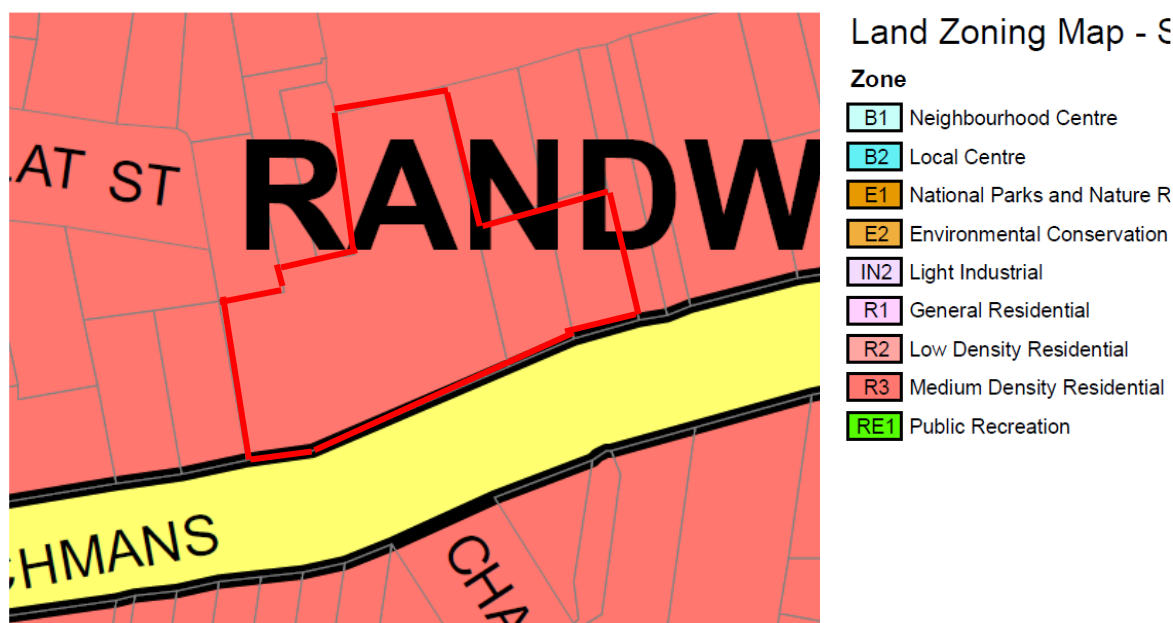 Land Zoning Map - S
Zone
B1 Neighbourhood Centre
B2 Local Centre
E1 National Parks and Nature R
E2 Environmental Conservation
IN2 Light Industrial
R1 General Residential
R2 Low Density Residential
R3 Medium Density Residential
RE1 Public Recreation
RANDW
AT ST
CHMANS
CHA